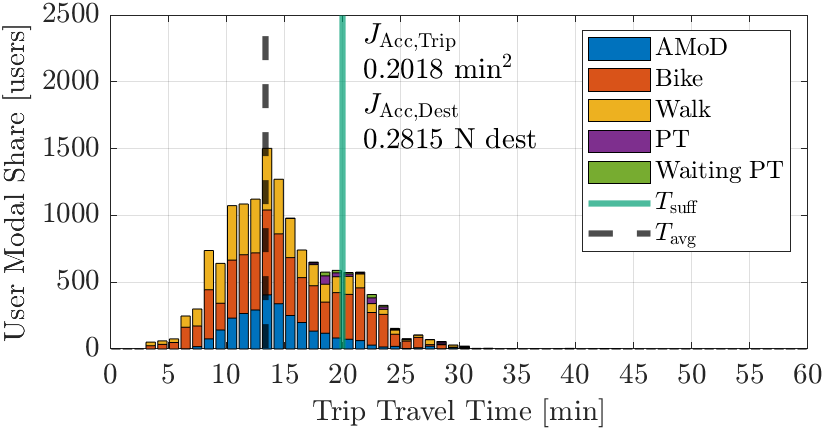 User Modal Share [users]
2500
2000
1500
1000
500
0
J_Acc,Trip
0.2018 min²
J_Acc,Dest
0.2815 N dest
AMoD
Bike
Walk
PT
Waiting PT
T_suff
T_avg
0 5 10 15 20 25 30 35 40 45 50 55 60
Trip Travel Time [min]